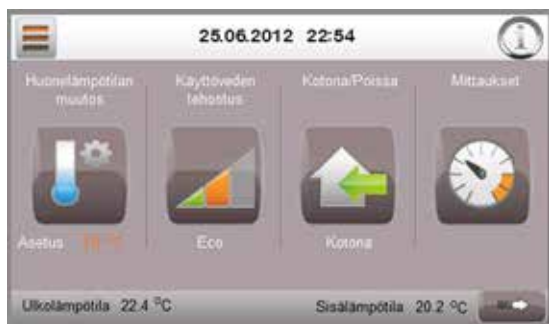 25.06.2012 22:54
Huonelämpötilan muutos
Käyttöveden tehostus
Kotona/Poissa
Mittaukset
Asetus
Eco
Kotona
Ulkolämpötila 22.4 °C
Sisälämpötila 20.2 °C